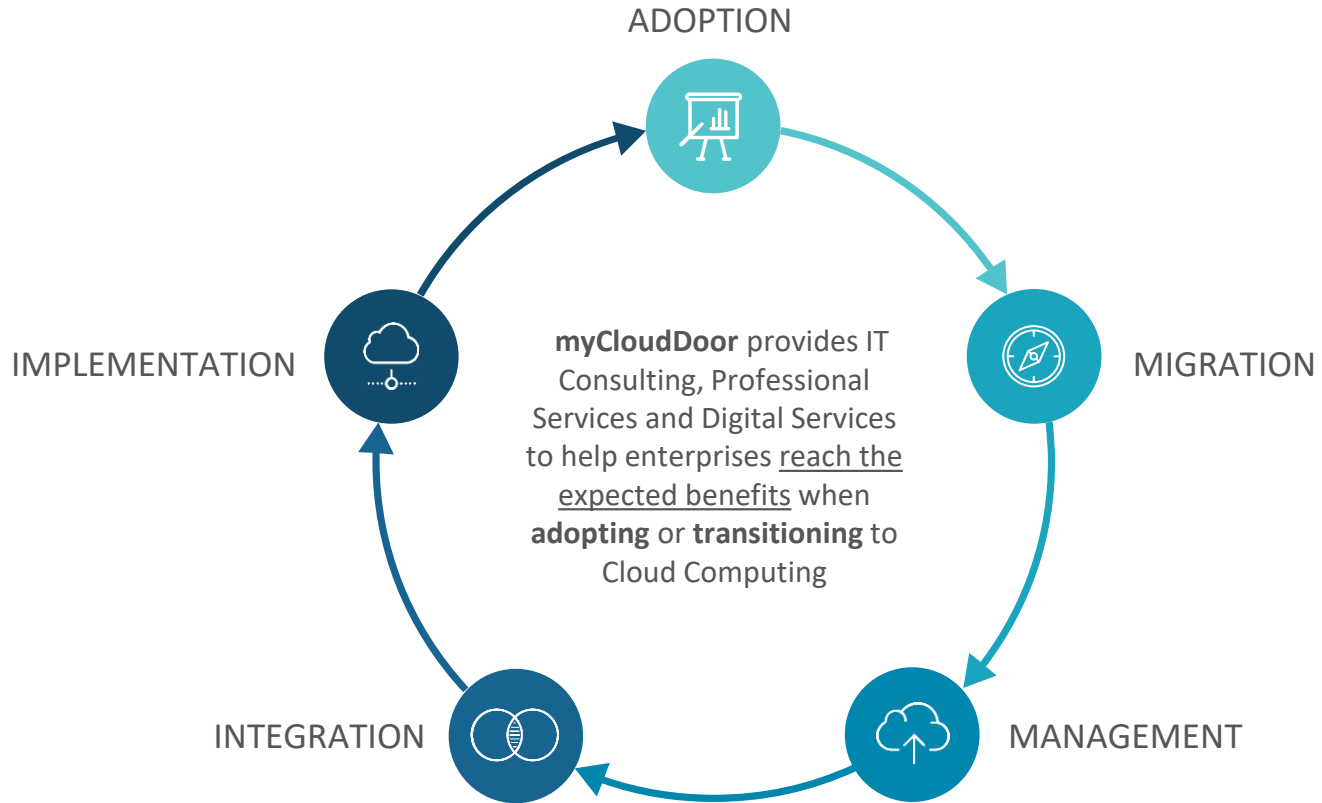 ADOPTION
IMPLEMENTATION
myCloudDoor provides IT
Consulting, Professional
Services and Digital Services
to help enterprises reach the
expected benefits when
adopting or transitioning to
Cloud Computing
MIGRATION
INTEGRATION
MANAGEMENT